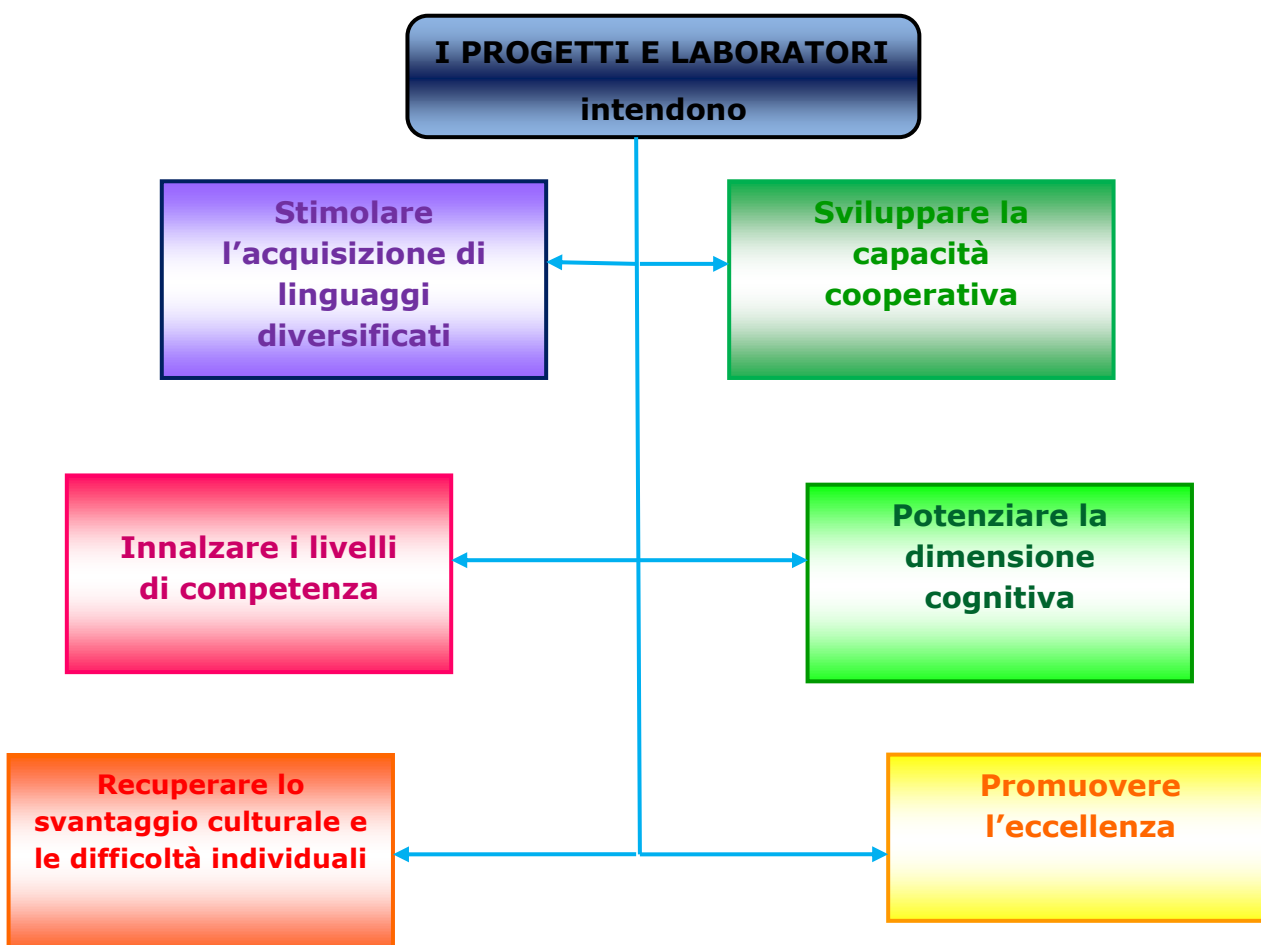 I PROGETTI E LABORATORI
intendono
Stimolare
l’acquisizione di
linguaggi
diversificati
Sviluppare la
capacità
cooperativa
Innalzare i livelli
di competenza
Potenziare la
dimensione
cognitiva
Recuperare lo
svantaggio culturale e
le difficoltà individuali
Promuovere
l’eccellenza